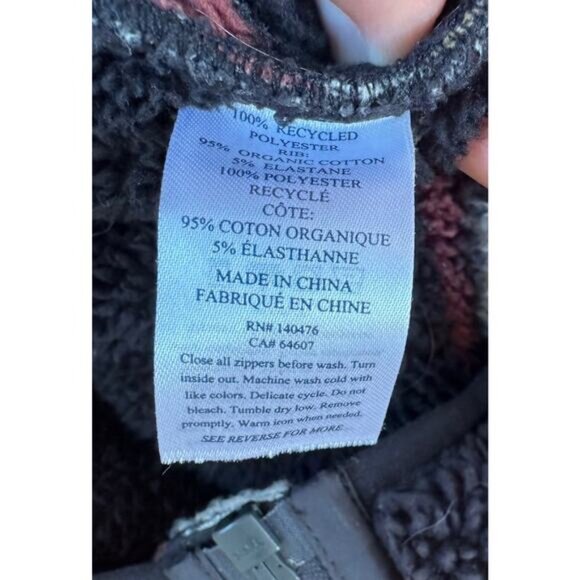 100% RECYCLED
POLYESTER
RIB:
95% ORGANIC COTTON
5% ELASTANE
100% POLYESTER
RECYCLÉ
CÔTE:
95% COTON ORGANIQUE
5% ÉLASTHANNE
MADE IN CHINA
FABRIQUÉ EN CHINE
RN# 140476
CA# 64607
Close all zippers before wash. Turn
inside out. Machine wash cold with
like colors. Delicate cycle. Do not
bleach. Tumble dry low. Remove
promptly. Warm iron when needed.
SEE REVERSE FOR MORE